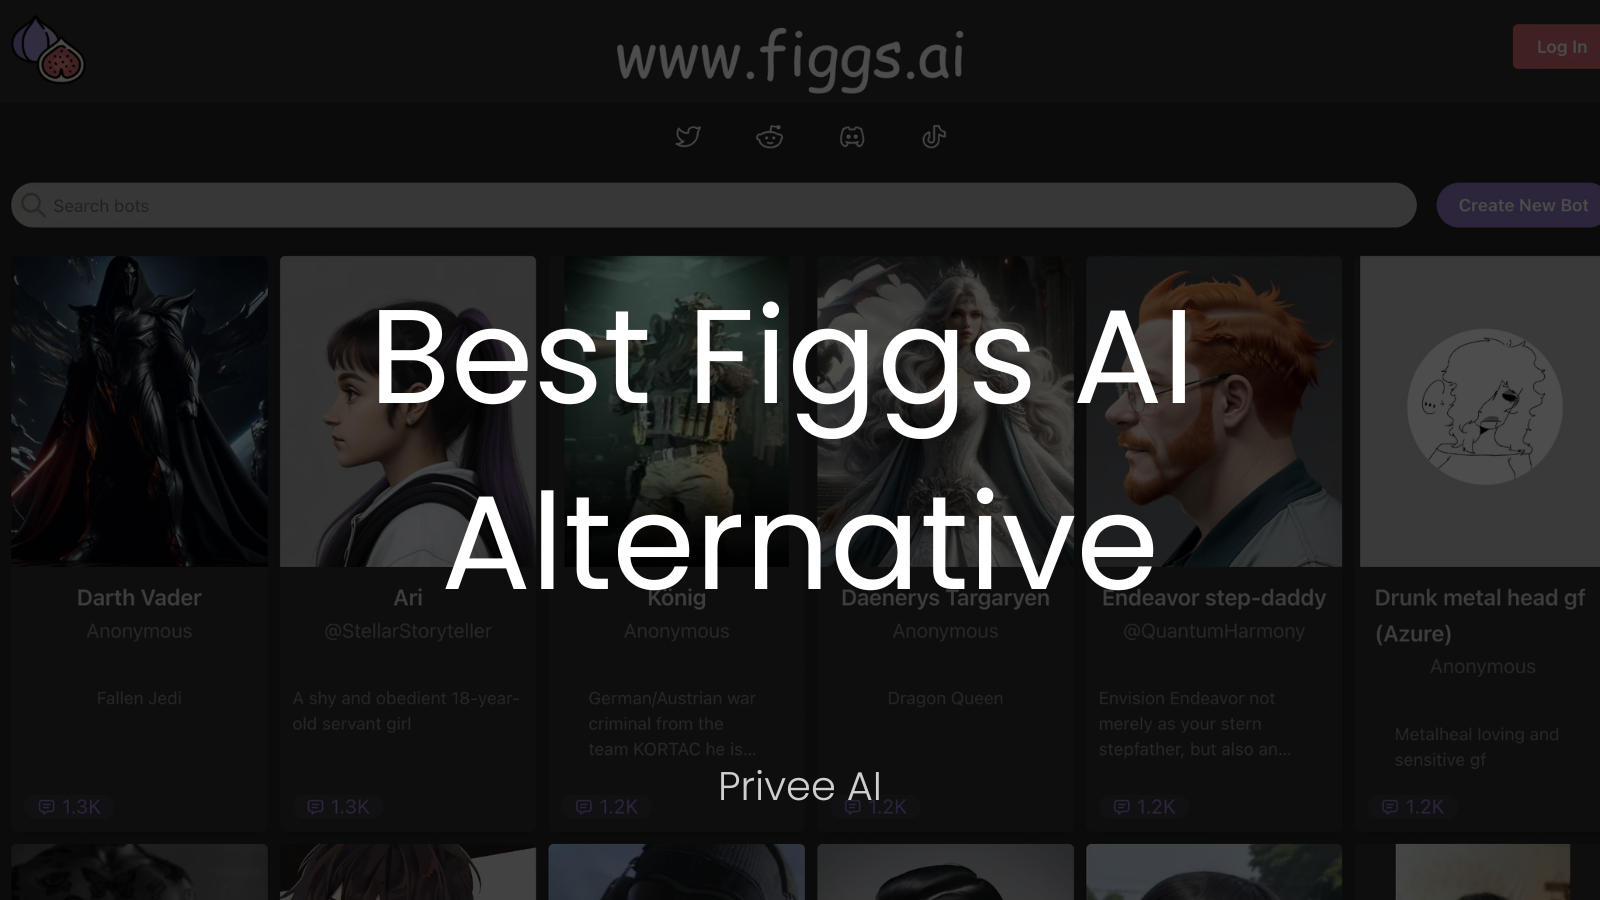 www.figgs.ai
Log In
Search bots
Create New Bot
Best Figgs AI
Alternative
Darth Vader
Anonymous
Fallen Jedi
1.3K
Ari
@StellarStoryteller
A shy and obedient 18-year-
old servant girl
1.3K
König
Anonymous
German/Austrian war
criminal from the
team KORTAC he is...
1.2K
Daenerys Targaryen
Anonymous
Dragon Queen
1.2K
Endeavor step-daddy
@QuantumHarmony
Envision Endeavor not
merely as your stern
stepfather, but also an...
1.2K
Drunk metal head gf
(Azure)
Anonymous
Metalheal loving and
sensitive gf
1.2K
Privee AI